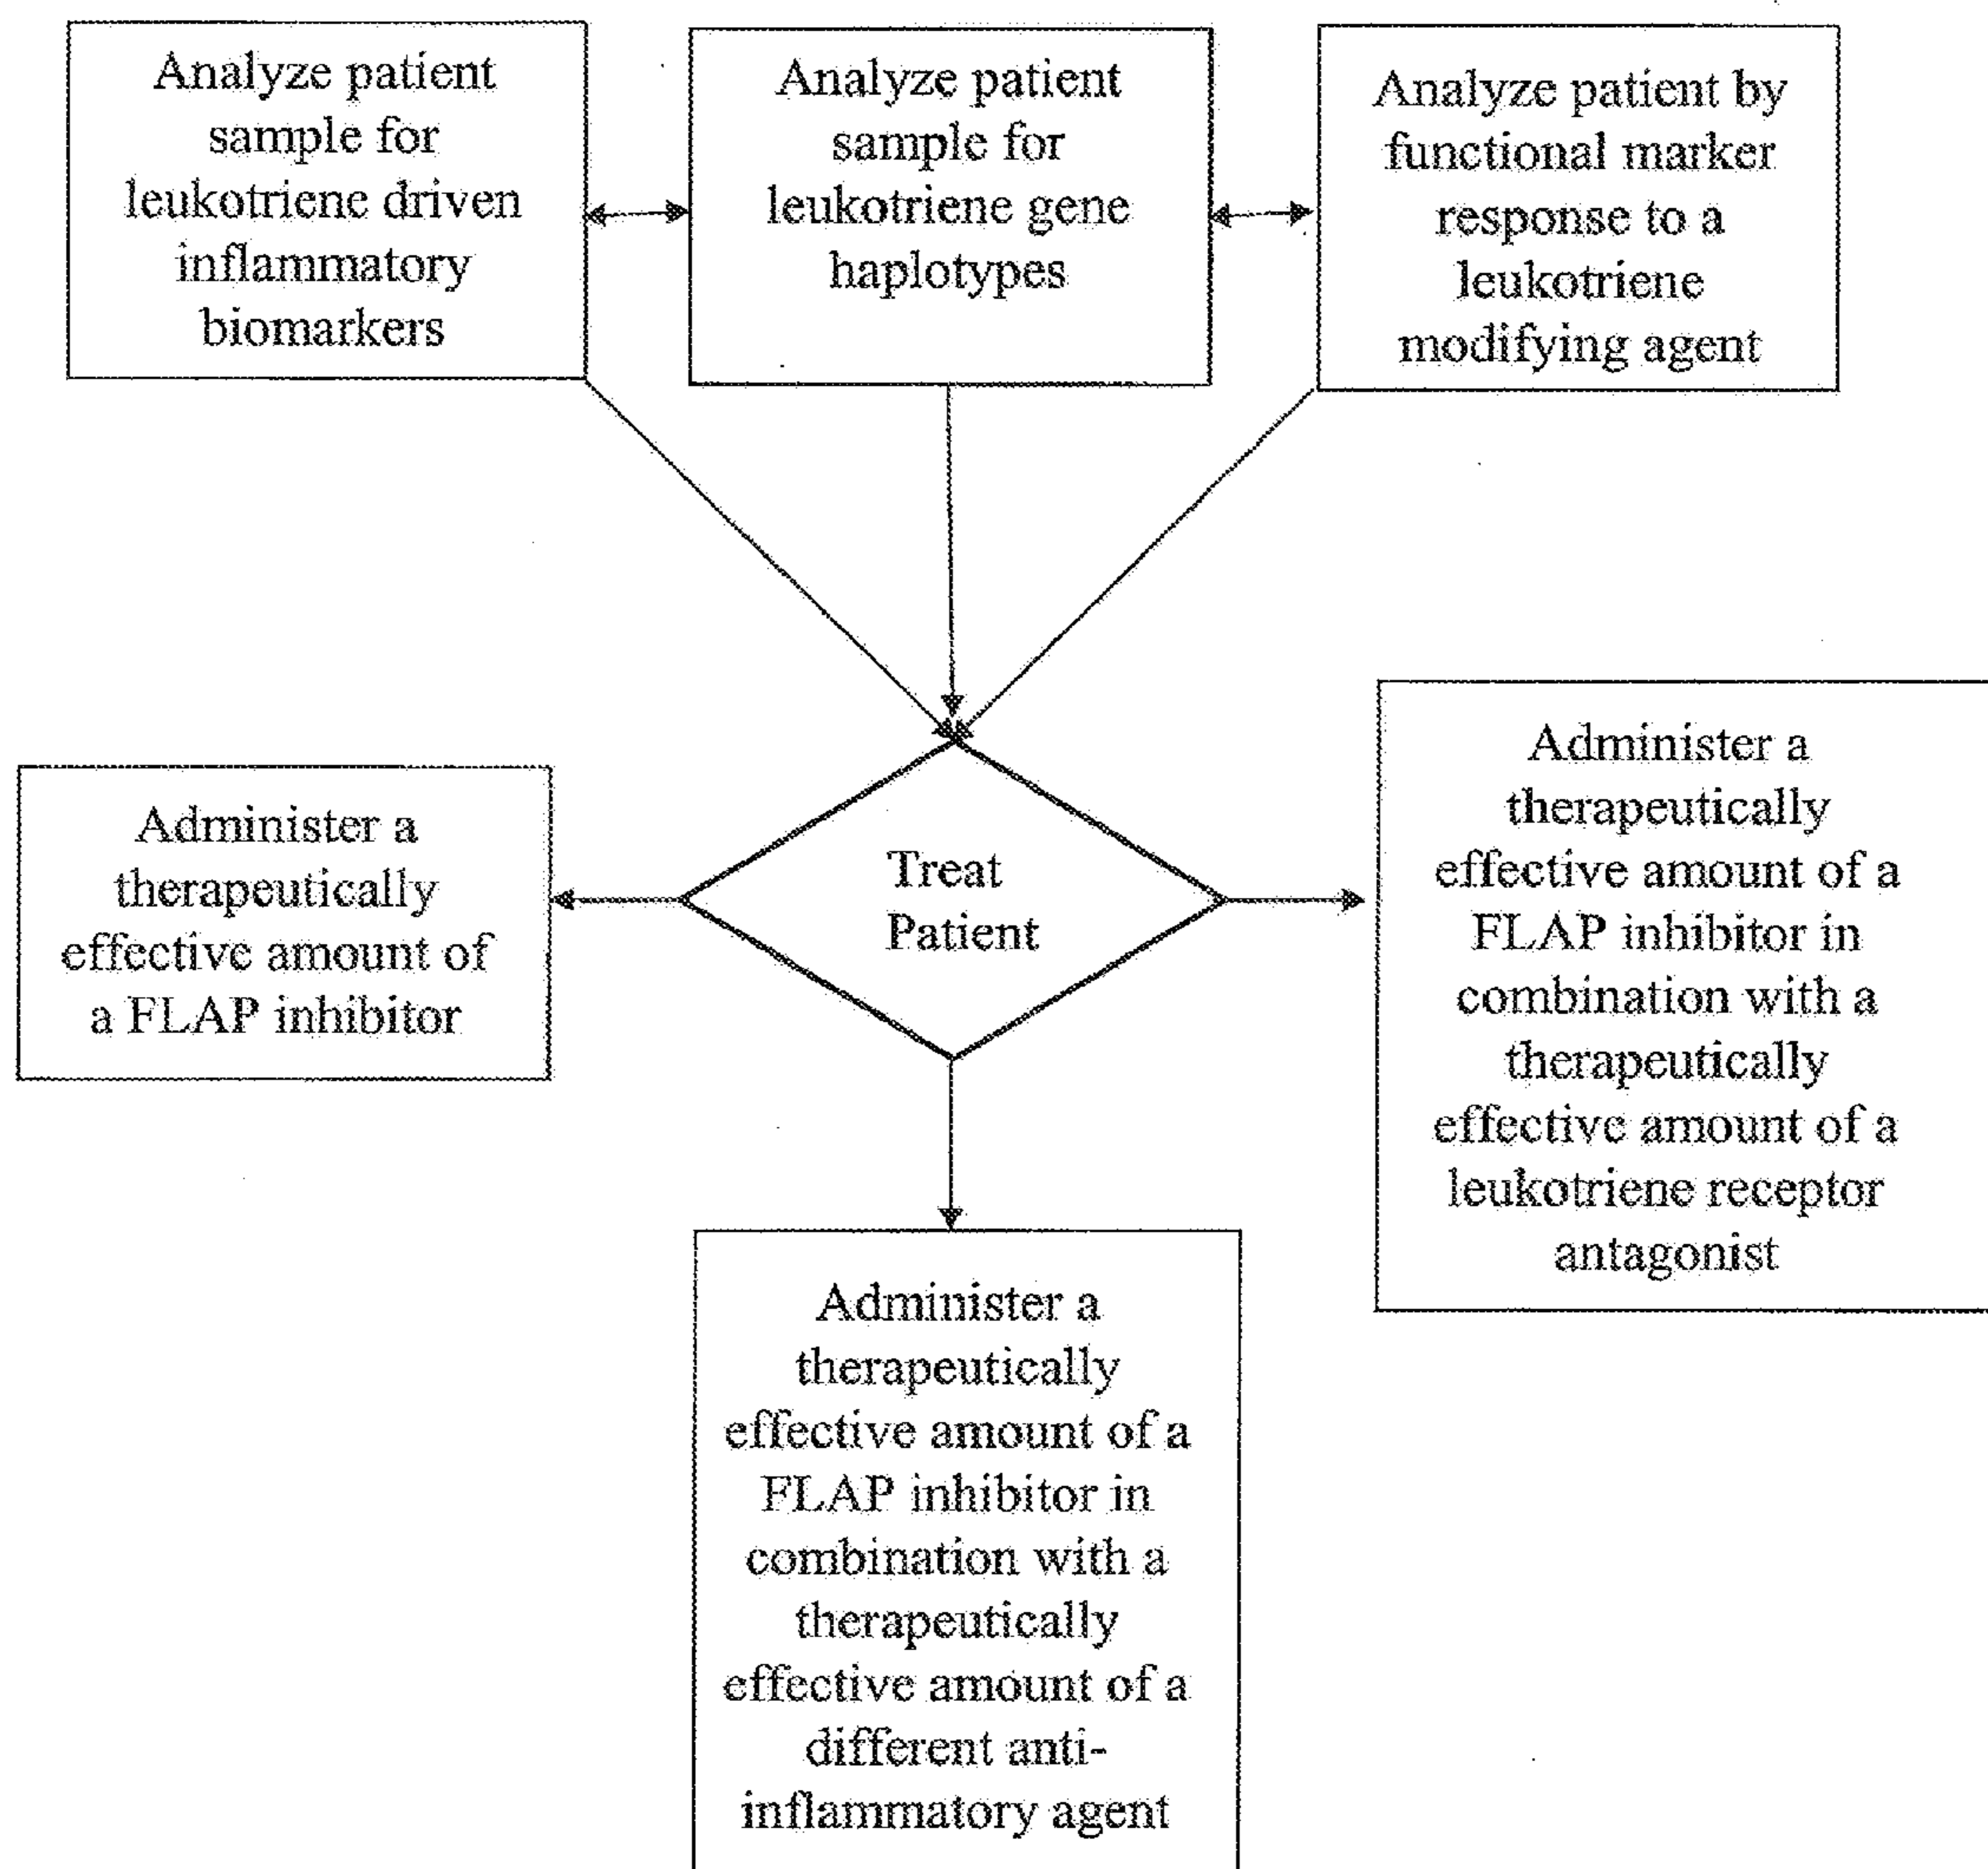 Analyze patient
sample for
leukotriene driven
inflammatory
biomarkers
Analyze patient
sample for
leukotriene gene
haplotypes
Analyze patient by
functional marker
response to a
leukotriene
modifying agent
Treat
Patient
Administer a
therapeutically
effective amount of
a FLAP inhibitor
Administer a
therapeutically
effective amount of a
FLAP inhibitor in
combination with a
therapeutically
effective amount of a
leukotriene receptor
antagonist
Administer a
therapeutically
effective amount of a
FLAP inhibitor in
combination with a
therapeutically
effective amount of a
different anti-
inflammatory agent